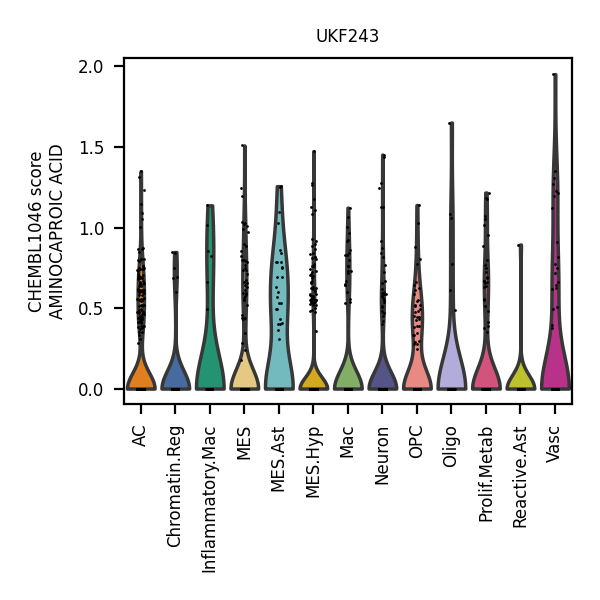 UKF243
CHEMBL1046 score
AMINOCAPROIC ACID
2.0
1.5
1.0
0.5
0.0
AC
Chromatin.Reg
Inflammatory.Mac
MES
MES.Ast
MES.Hyp
Mac
Neuron
OPC
Oligo
Prolif.Metab
Reactive.Ast
Vasc